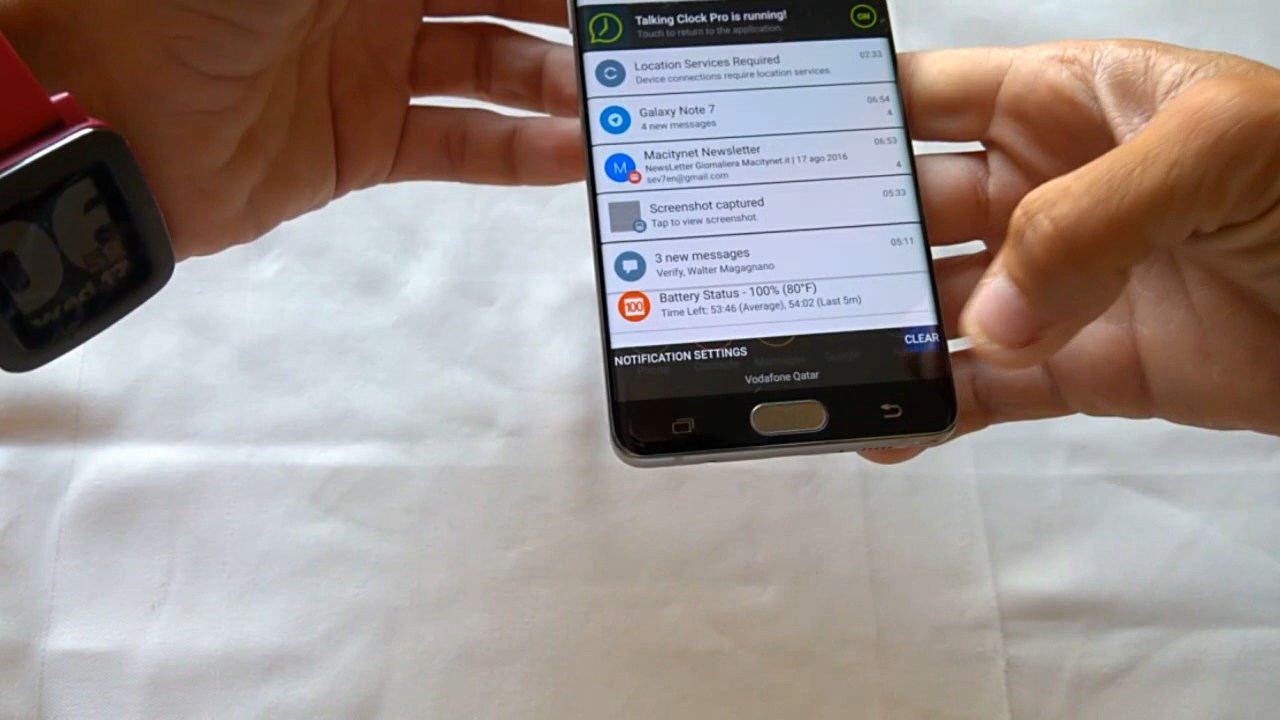 Talking Clock Pro is running!
Touch to return to the application.
ON
Location Services Required
02:33
Device connections require location services.
Galaxy Note 7
06:54
4 new messages
4
Macitynet Newsletter
06:53
NewsLetter Giornaliera Macitynet.it | 17 ago 2016
4
sev7en@gmail.com
M
Screenshot captured
05:33
Tap to view screenshot.
3 new messages
05:11
Verify, Walter Magagnano
100
Battery Status - 100% (80°F)
Time Left: 53:46 (Average), 54:02 (Last 5m)
NOTIFICATION SETTINGS
CLEAR
Vodafone Qatar
Wed 17